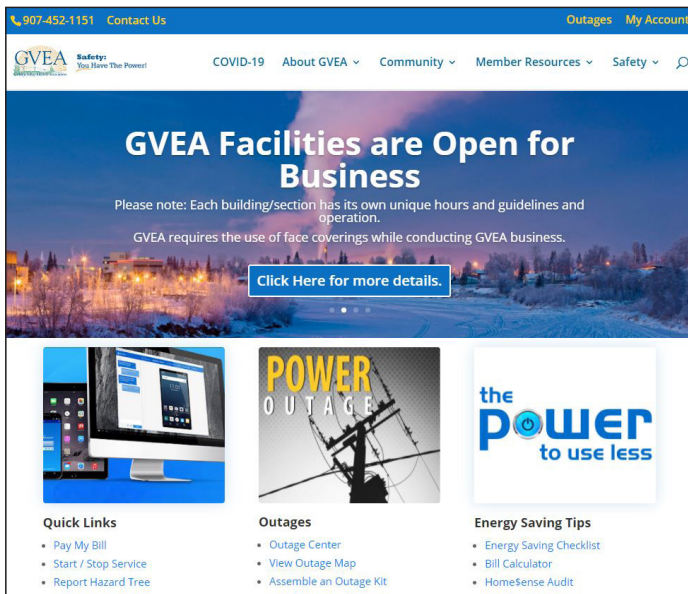 907-452-1151 Contact Us Outages My Account
GVEA Safety:
You Have The Power!
COVID-19 About GVEA Community Member Resources Safety
GVEA Facilities are Open for
Business
Please note: Each building/section has its own unique hours and guidelines and
operation.
GVEA requires the use of face coverings while conducting GVEA business.
Click Here for more details.
POWER
OUTAGE
the
power
to use less
Quick Links
• Pay My Bill
• Start / Stop Service
• Report Hazard Tree
Outages
• Outage Center
• View Outage Map
• Assemble an Outage Kit
Energy Saving Tips
• Energy Saving Checklist
• Bill Calculator
• Home$ense Audit